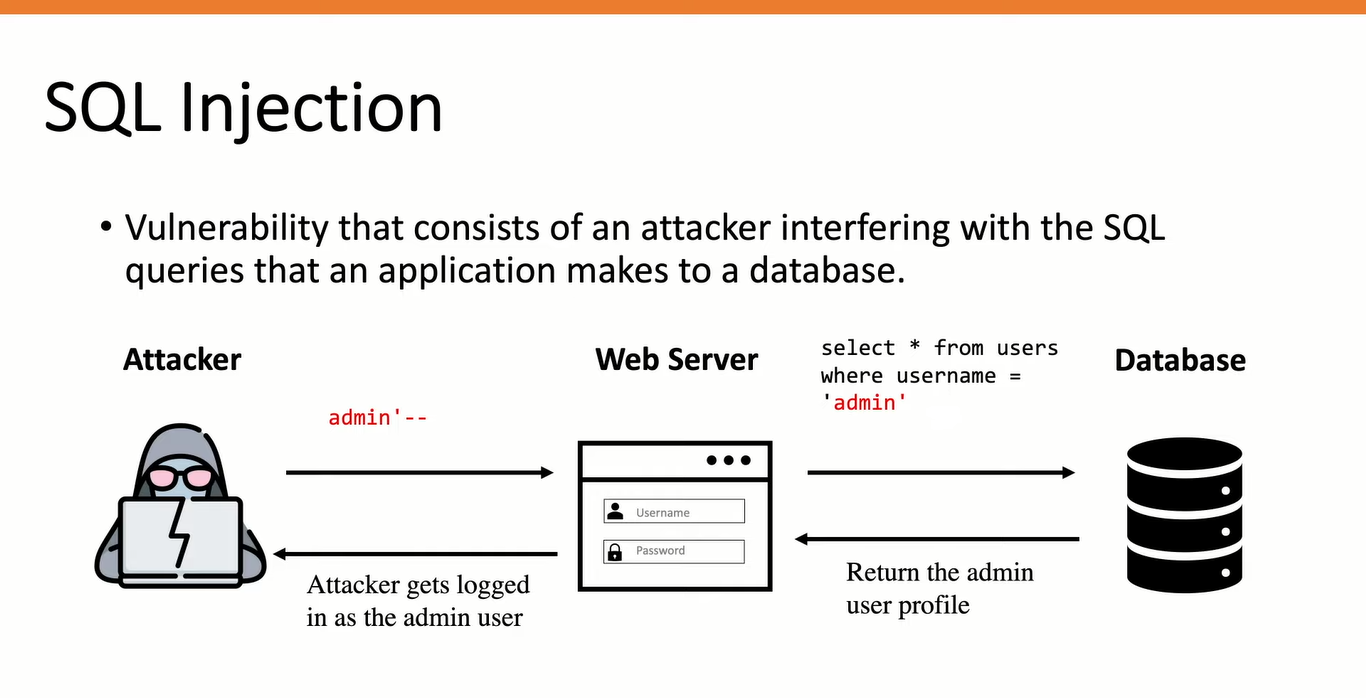 SQL Injection
• Vulnerability that consists of an attacker interfering with the SQL
queries that an application makes to a database.
Attacker
Web Server
select * from users
where username =
'admin'
Database
admin'--
Username
Password
Attacker gets logged
in as the admin user
Return the admin
user profile